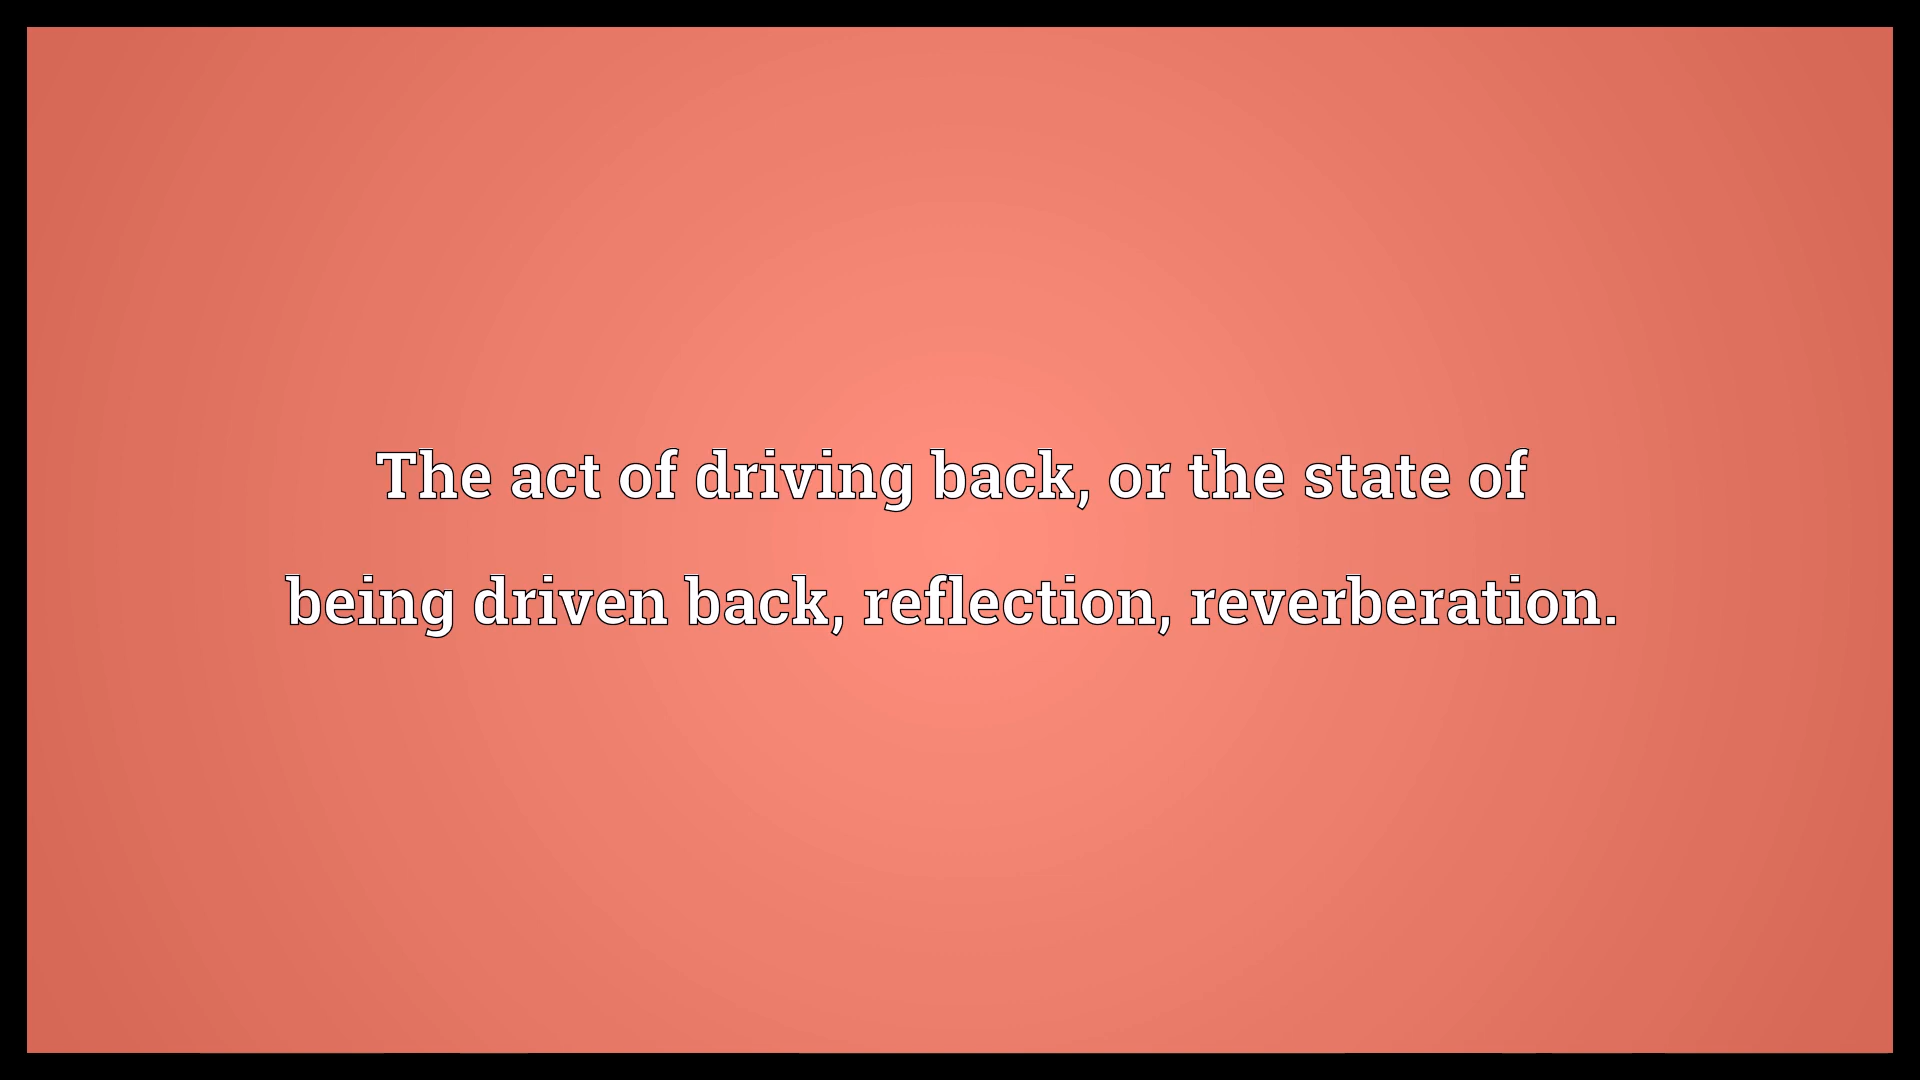 The act of driving back, or the state of
being driven back, reflection, reverberation.